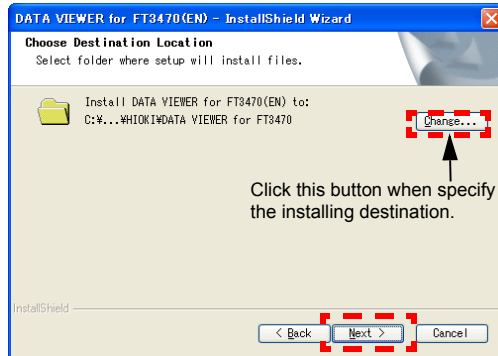 DATA VIEWER for FT3470(EN) - InstallShield Wizard
Choose Destination Location
Select folder where setup will install files.
Install DATA VIEWER for FT3470(EN) to:
C:¥...¥HIOKI¥DATA VIEWER for FT3470
Change...
Click this button when specify
the installing destination.
InstallShield
< Back Next > Cancel